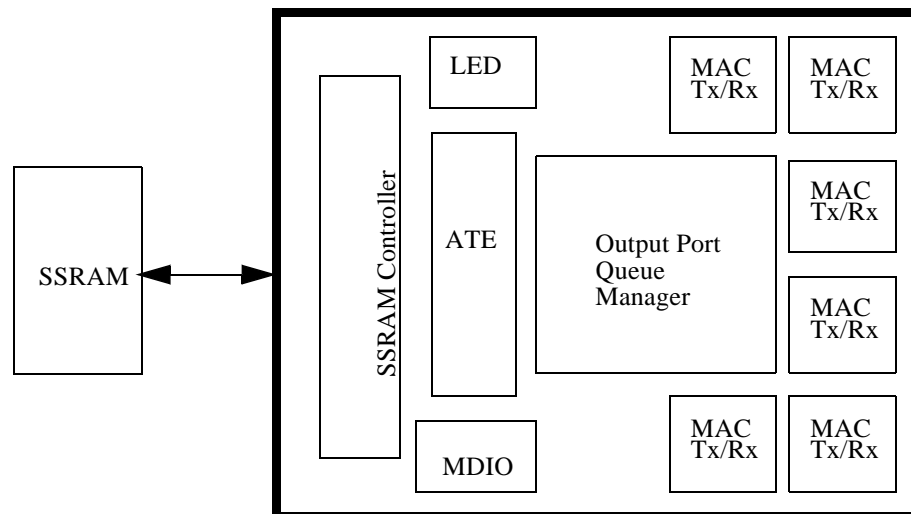 LED
MAC
Tx/Rx
MAC
Tx/Rx
SSRAM
SSRAM Controller
ATE
Output Port
Queue
Manager
MAC
Tx/Rx
MAC
Tx/Rx
MDIO
MAC
Tx/Rx
MAC
Tx/Rx